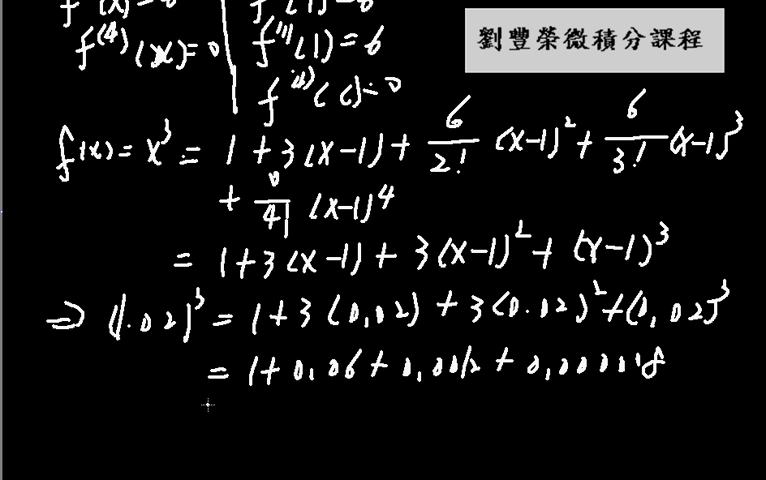 f'''(x)=6 f''(1)=6
劉豐榮微積分課程
f^(4)(x)=0 f'''(1)=6
f^(4)(c)=0
f(x)=x^3=1+3(x-1)+6/2!(x-1)^2+6/3!(x-1)^3
+0/4!(x-1)^4
=1+3(x-1)+3(x-1)^2+(x-1)^3
⇒(1.02)^3=1+3(0.02)+3(0.02)^2+(0.02)^3
=1+0.06+0.0012+0.000008